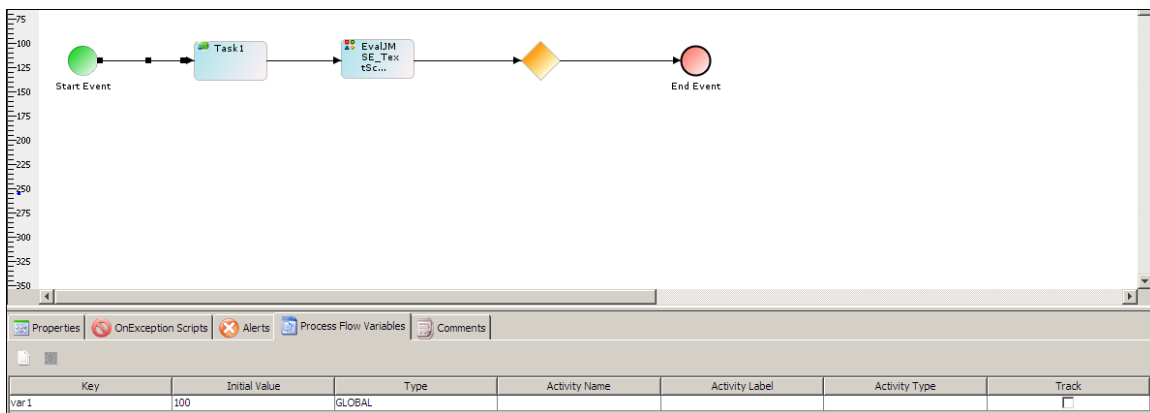 75
100
125
150
175
200
225
250
275
300
325
350
Task1
EvalJM
SE_Tex
tSc...
Start Event
End Event
Properties
OnException Scripts
Alerts
Process Flow Variables
Comments
Key Initial Value Type Activity Name Activity Label Activity Type Track
var1 100 GLOBAL